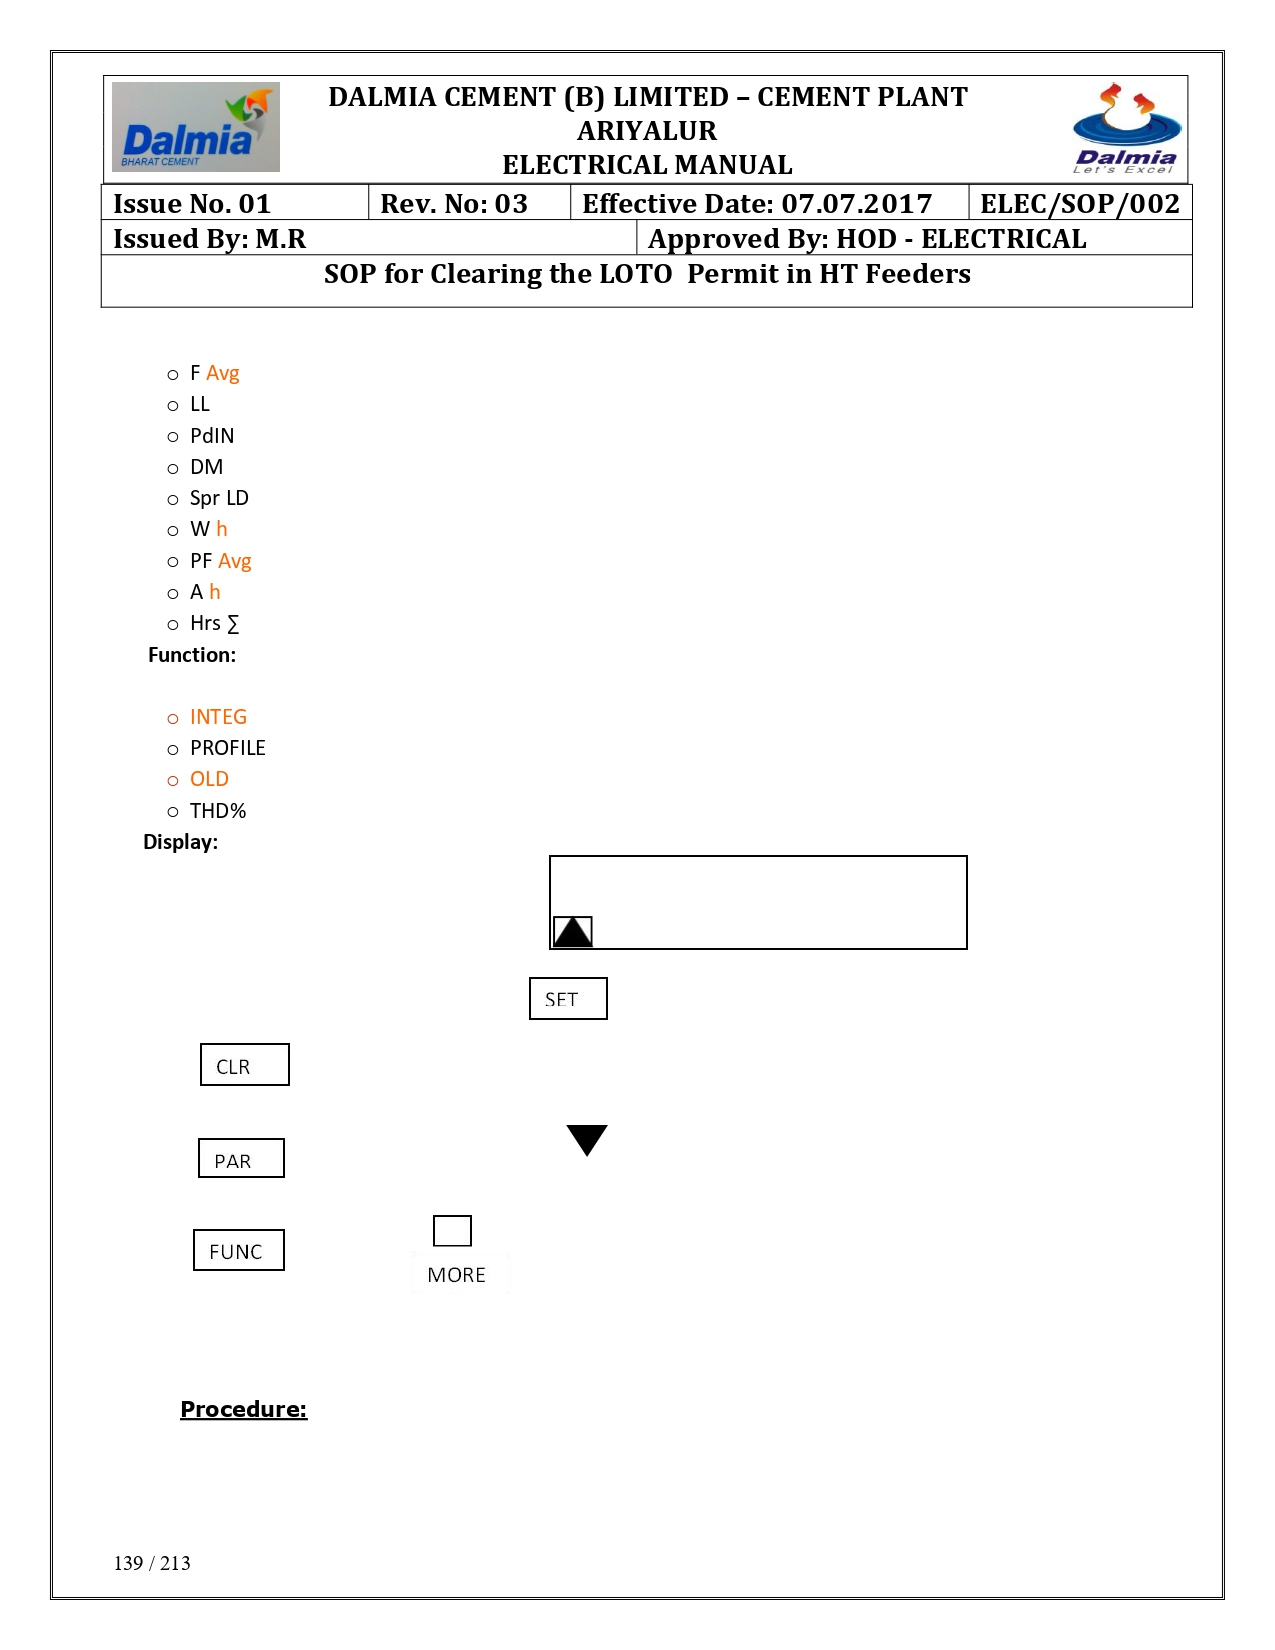 Dalmia
BHARAT CEMENT
DALMIA CEMENT (B) LIMITED – CEMENT PLANT
ARIYALUR
ELECTRICAL MANUAL
Dalmia
Let's Excel
Issue No. 01 Rev. No: 03 Effective Date: 07.07.2017 ELEC/SOP/002
Issued By: M.R Approved By: HOD - ELECTRICAL
SOP for Clearing the LOTO Permit in HT Feeders
o F Avg
o LL
o PdIN
o DM
o Spr LD
o W h
o PF Avg
o A h
o Hrs ∑
Function:
o INTEG
o PROFILE
o OLD
o THD%
Display:
SET
CLR
PAR
FUNC
MORE
Procedure:
139 / 213